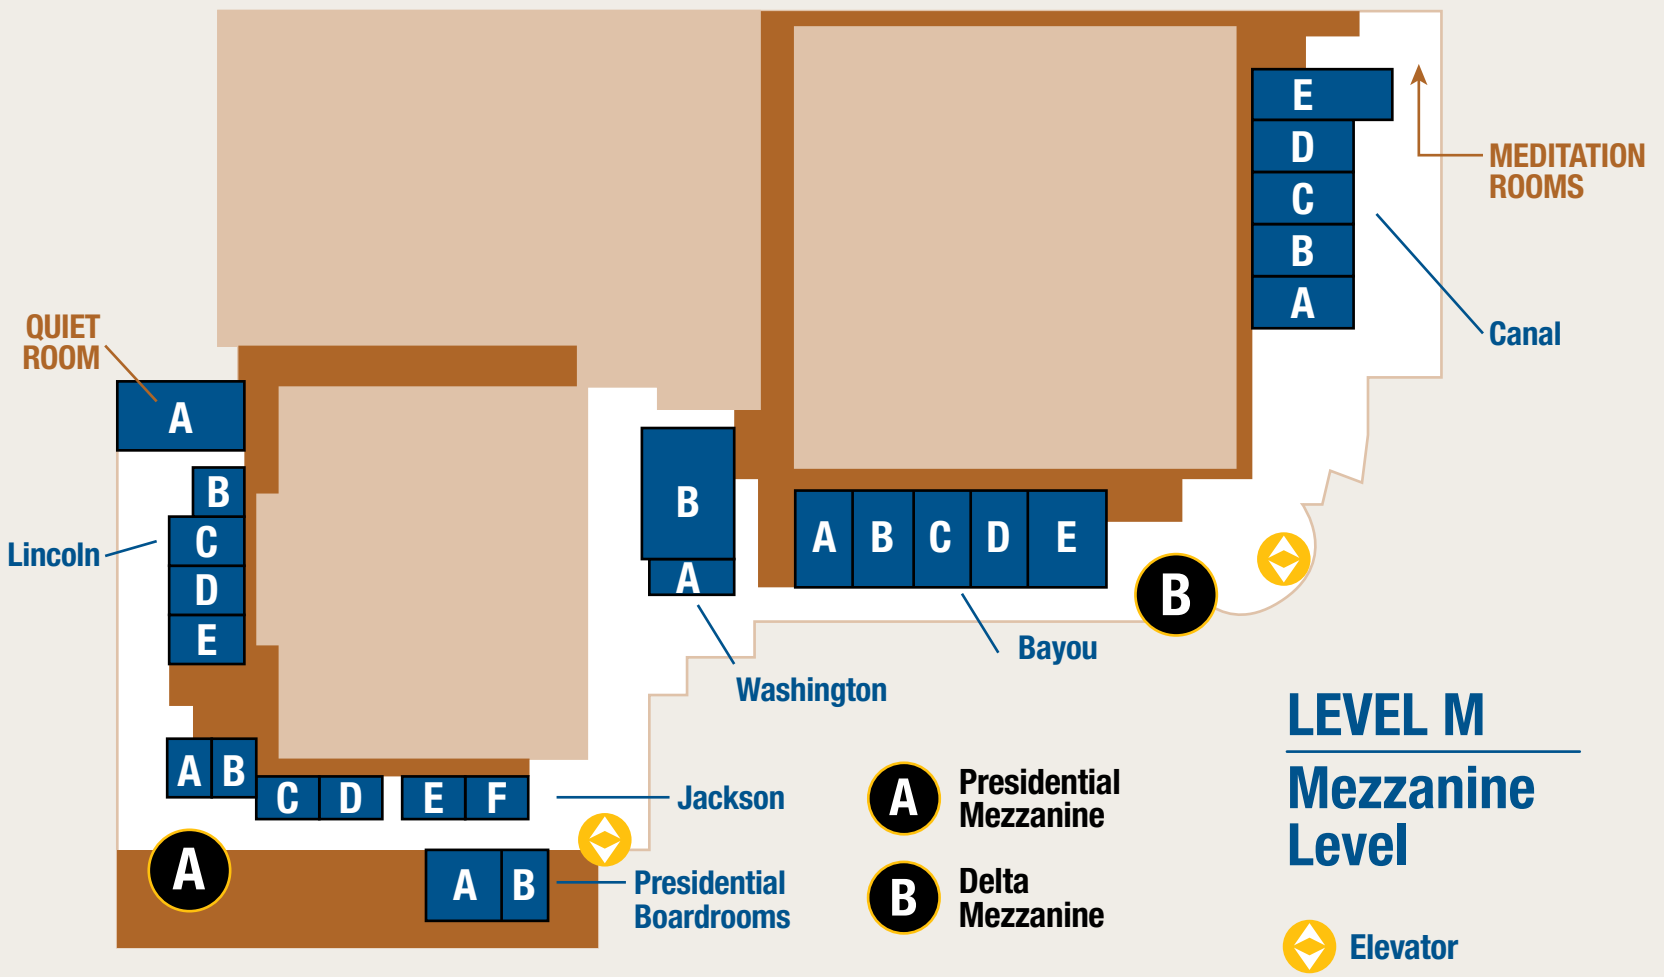 E
D
C
B
A
MEDITATION
ROOMS
Canal
QUIET
ROOM
A
B
C
D
E
Lincoln
B
A
Washington
A B C D E
Bayou
B
A B
C D E F
Jackson
A
A B
Presidential
Boardrooms
A
Presidential
Mezzanine
B
Delta
Mezzanine
LEVEL M
Mezzanine
Level
Elevator